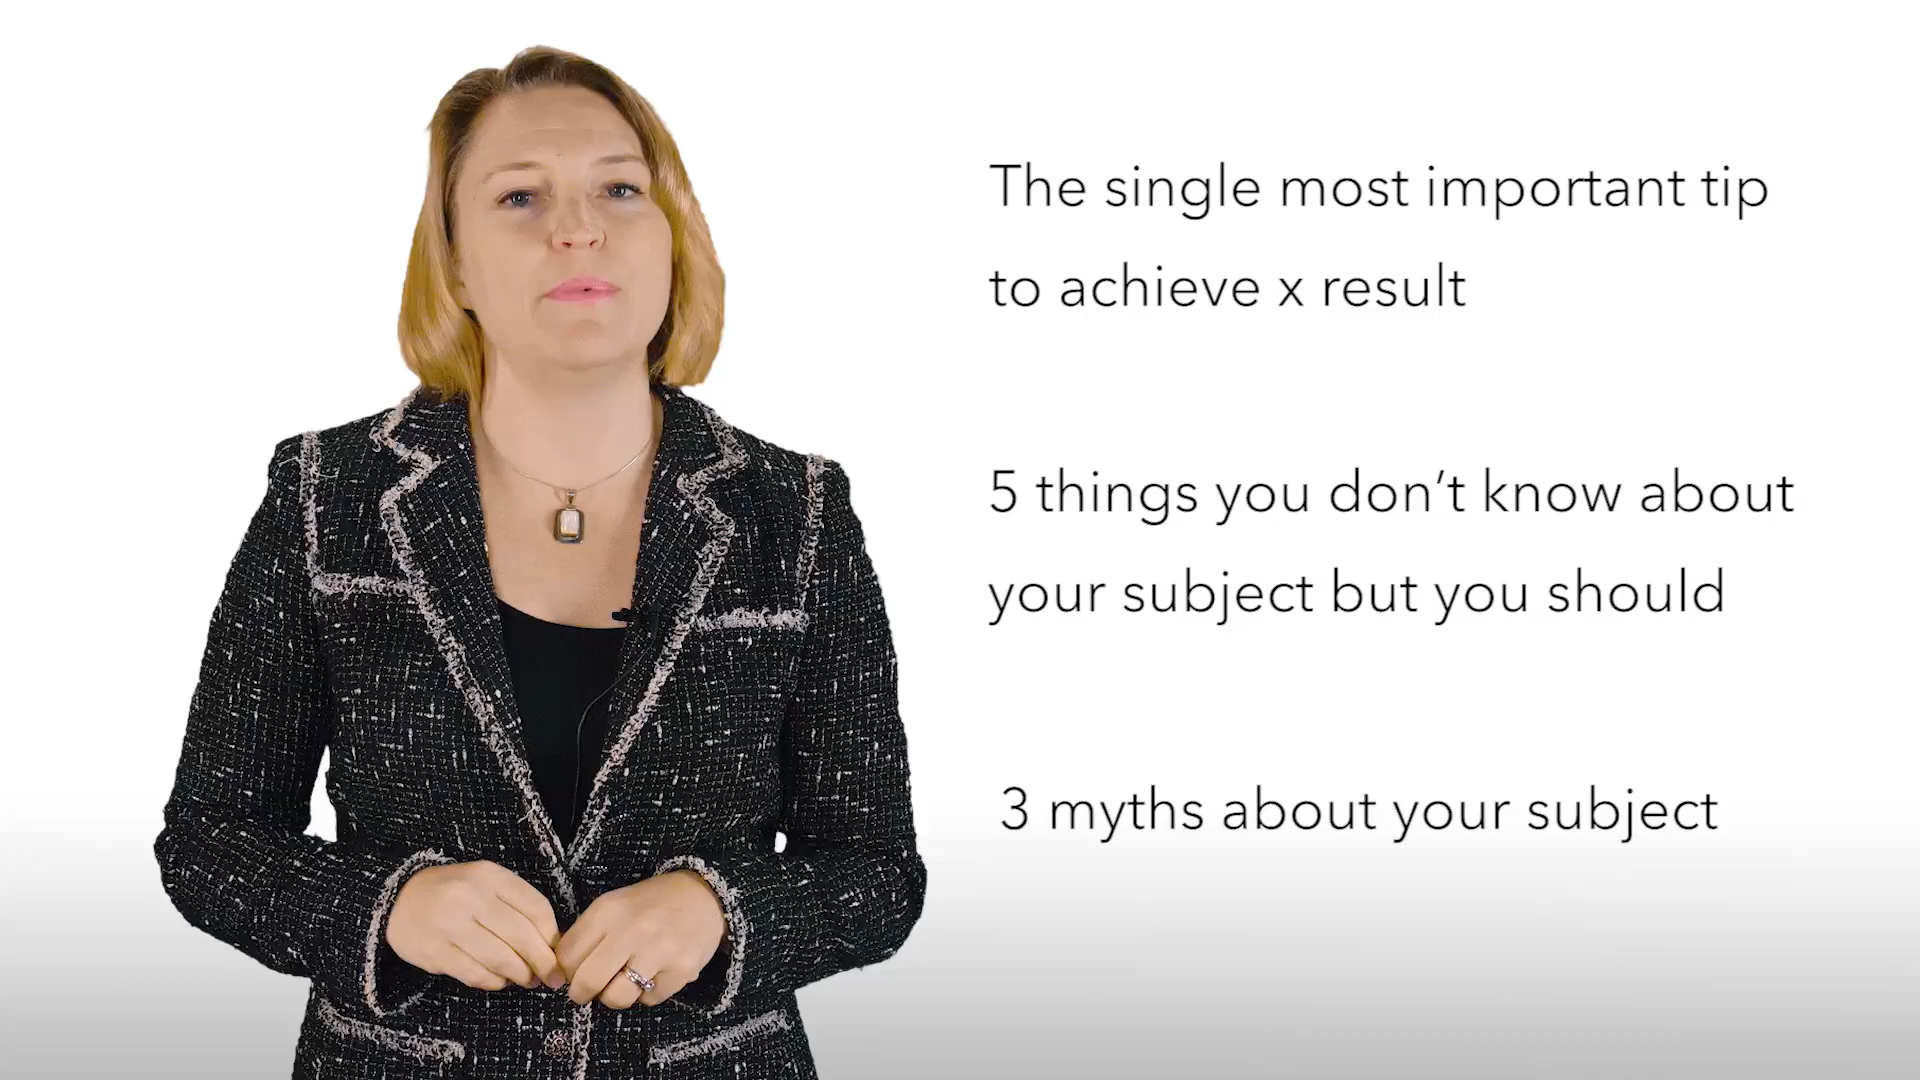 The single most important tip
to achieve x result
5 things you don’t know about
your subject but you should
3 myths about your subject